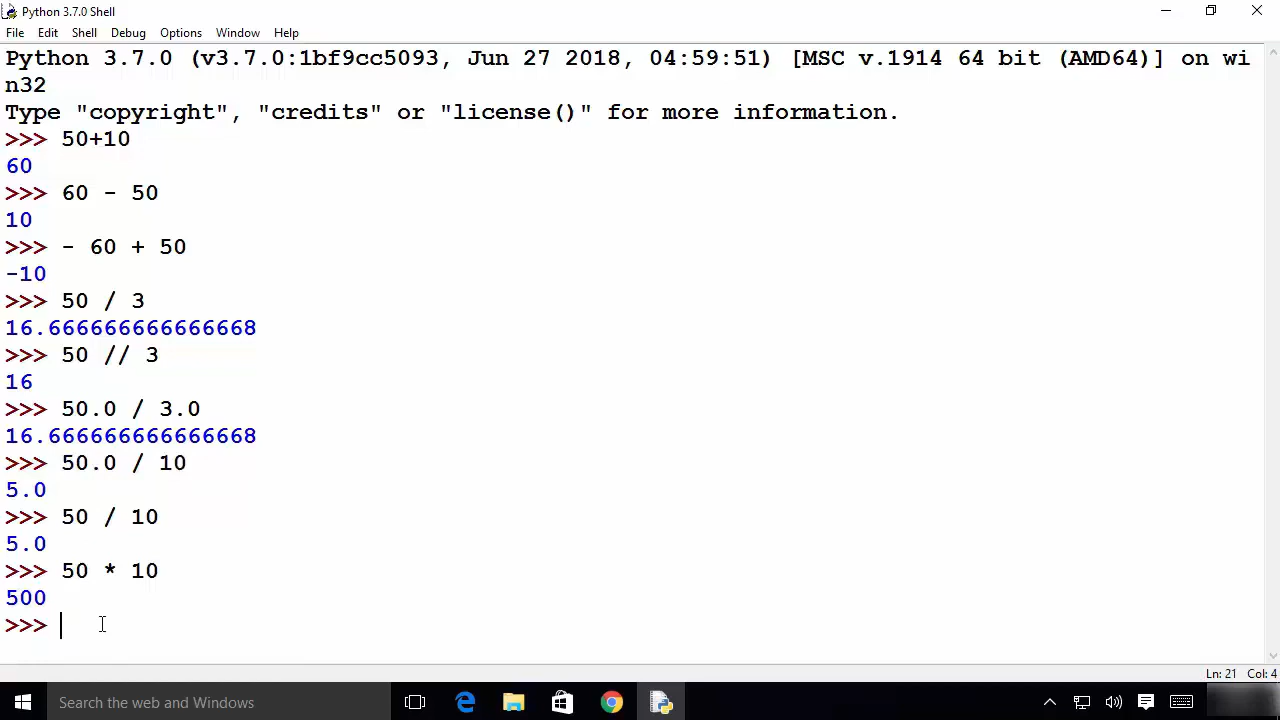 Python 3.7.0 Shell
File Edit Shell Debug Options Window Help
Python 3.7.0 (v3.7.0:1bf9cc5093, Jun 27 2018, 04:59:51) [MSC v.1914 64 bit (AMD64)] on wi
n32
Type "copyright", "credits" or "license()" for more information.
>>> 50+10
60
>>> 60 - 50
10
>>> - 60 + 50
-10
>>> 50 / 3
16.666666666666668
>>> 50 // 3
16
>>> 50.0 / 3.0
16.666666666666668
>>> 50.0 / 10
5.0
>>> 50 / 10
5.0
>>> 50 * 10
500
>>>
Ln: 21 Col: 4
Search the web and Windows